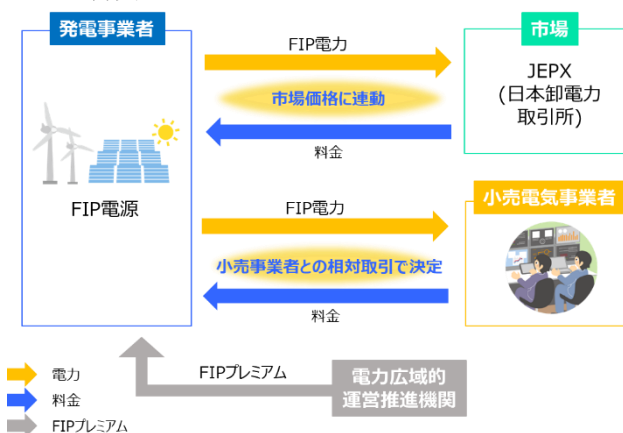 発電事業者
FIP電源
FIP電力
市場価格に連動
料金
市場
JEPX
(日本卸電力
取引所)
FIP電力
小売事業者との相対取引で決定
料金
小売電気事業者
FIPプレミアム
電力広域的
運営推進機関
電力
料金
FIPプレミアム